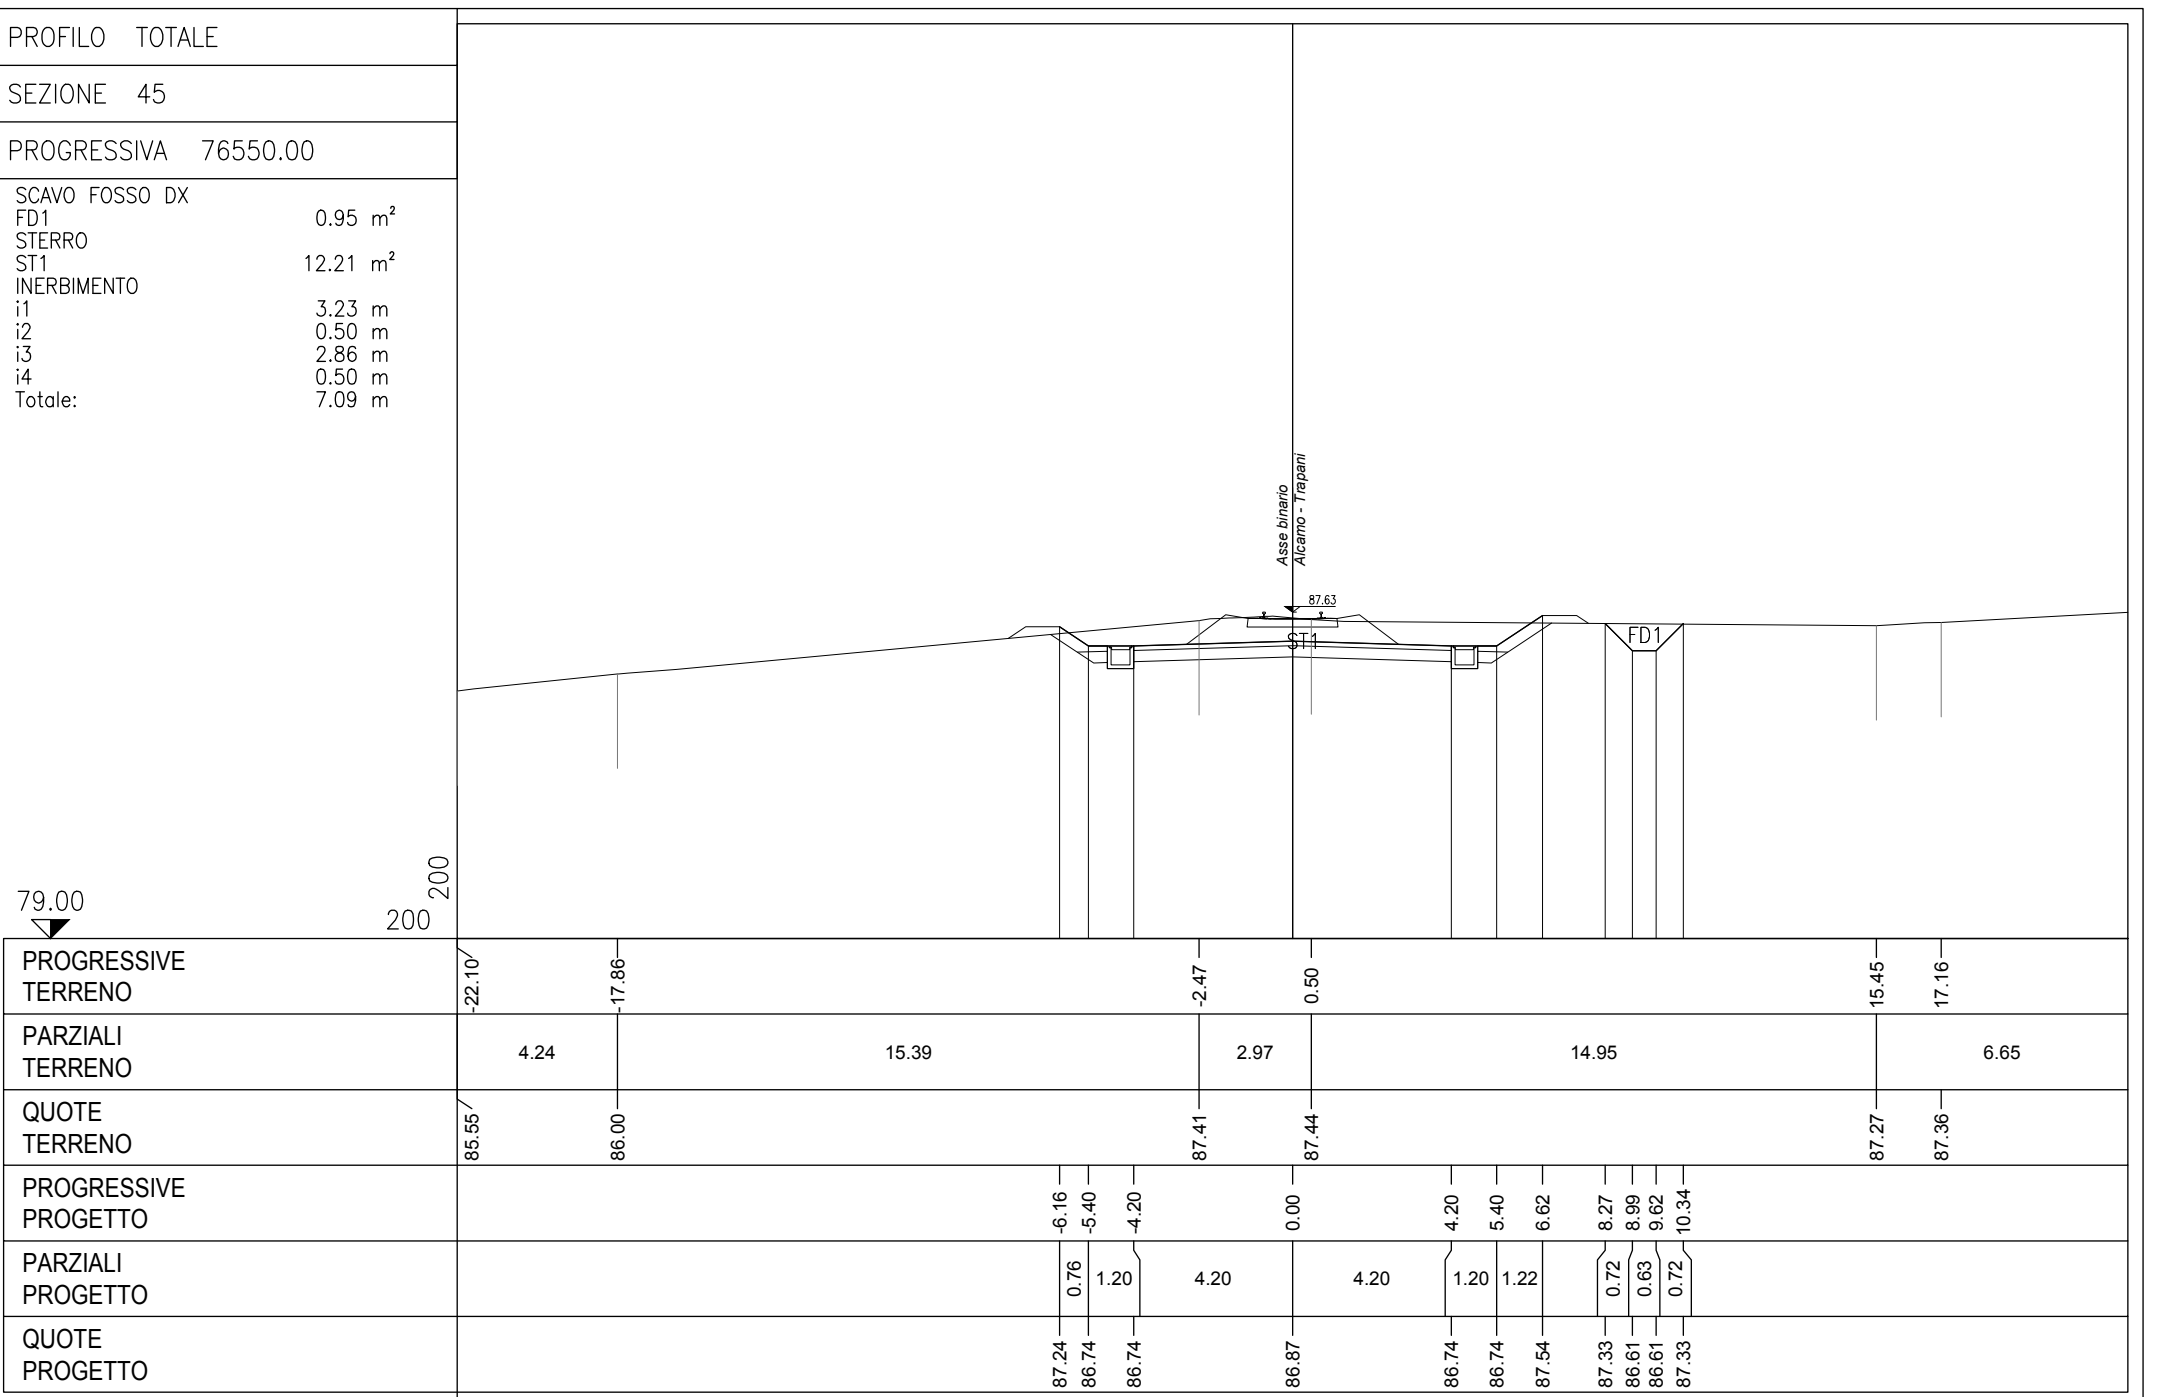 PROFILO TOTALE
SEZIONE 45
PROGRESSIVA 76550.00
SCAVO FOSSO DX
FD1 0.95 m²
STERRO
ST1 12.21 m²
INERBIMENTO
i1 3.23 m
i2 0.50 m
i3 2.86 m
i4 0.50 m
Totale: 7.09 m
Asse binario
Alcamo - Trapani
87.63
ST1
FD1
79.00
200
200
PROGRESSIVE
TERRENO
-22.10 -17.86 -2.47 0.50 15.45 17.16
PARZIALI
TERRENO
4.24 15.39 2.97 14.95 6.65
QUOTE
TERRENO
85.55 86.00 87.41 87.44 87.27 87.36
PROGRESSIVE
PROGETTO
-6.16 -5.40 -4.20 0.00 4.20 5.40 6.62 8.27 8.99 9.62 10.34
PARZIALI
PROGETTO
0.76 1.20 4.20 4.20 1.20 1.22 0.72 0.63 0.72
QUOTE
PROGETTO
87.24 86.74 86.74 86.87 86.74 86.74 87.54 87.33 86.61 86.61 87.33